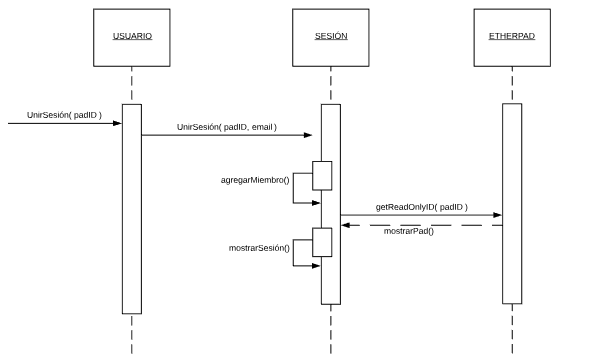 USUARIO
SESIÓN
ETHERPAD
UnirSesión( padID )
UnirSesión( padID, email )
agregarMiembro()
getReadOnlyID( padID )
mostrarPad()
mostrarSesión()